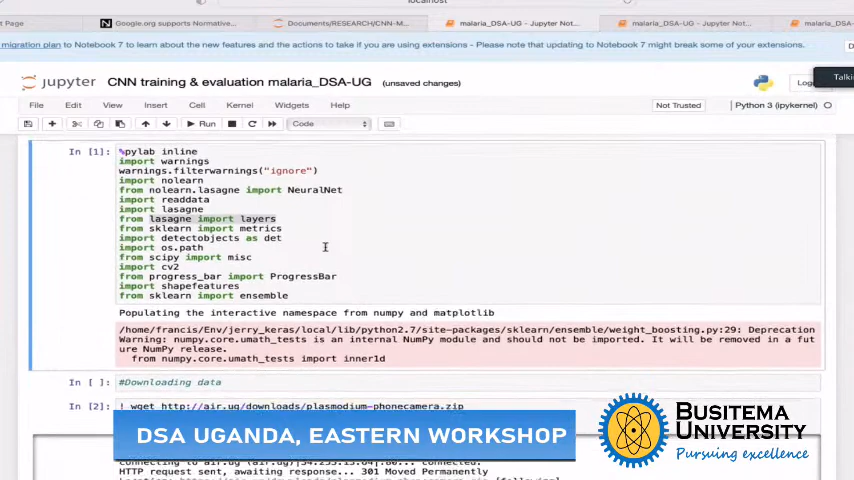 localhost
Page
Google.org supports Normative...
Documents/RESEARCH/CNN-M...
malaria_DSA-UG - Jupyter Not...
malaria_DSA-UG - Jupyter Not...
malaria_DSA
migration plan to Notebook 7 to learn about the new features and the actions to take if you are using extensions - Please note that updating to Notebook 7 might break some of your extensions.
jupyter CNN training & evaluation malaria_DSA-UG (unsaved changes)
File Edit View Insert Cell Kernel Widgets Help
Not Trusted
Python 3 (ipykernel)
Run
Code
In [1]: %pylab inline
import warnings
warnings.filterwarnings("ignore")
import nolearn
from nolearn.lasagne import NeuralNet
import readdata
import lasagne
from lasagne import layers
from sklearn import metrics
import detectobjects as det
import os.path
from scipy import misc
import cv2
from progress_bar import ProgressBar
import shapefeatures
from sklearn import ensemble
Populating the interactive namespace from numpy and matplotlib
/home/francis/Env/jerry_keras/local/lib/python2.7/site-packages/sklearn/ensemble/weight_boosting.py:29: Deprecation
Warning: numpy.core.umath_tests is an internal NumPy module and should not be imported. It will be removed in a fut
ure NumPy release.
from numpy.core.umath_tests import inner1d
In [ ]: #Downloading data
In [2]: ! wget http://air.ug/downloads/plasmodium-phonecamera.zip
DSA UGANDA, EASTERN WORKSHOP
BUSITEMA
UNIVERSITY
Pursuing excellence
HTTP request sent, awaiting response... 301 Moved Permanently